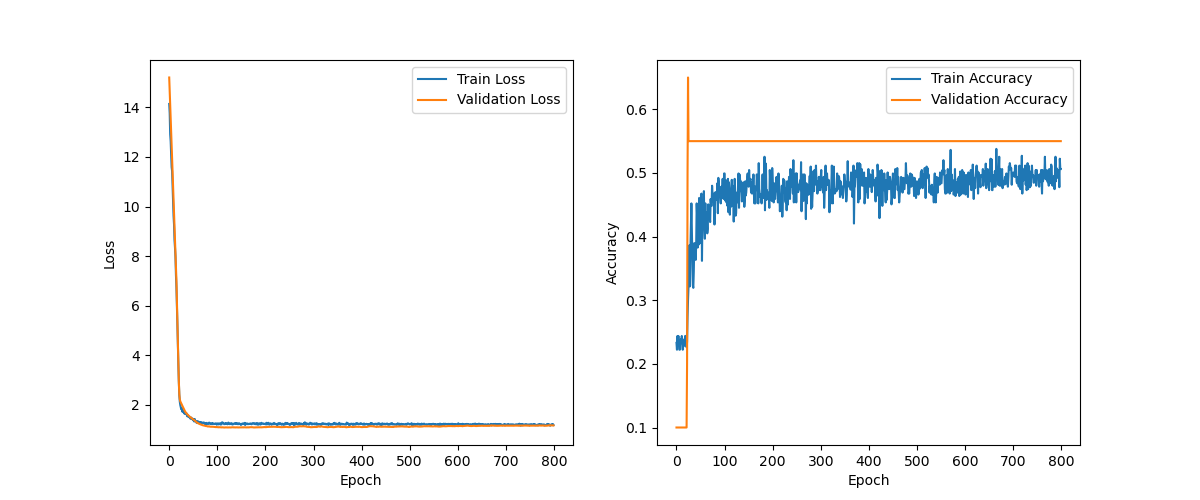 Train Loss
Validation Loss
14
12
10
8
6
4
2
Loss
0 100 200 300 400 500 600 700 800
Epoch
Train Accuracy
Validation Accuracy
0.6
0.5
0.4
0.3
0.2
0.1
Accuracy
0 100 200 300 400 500 600 700 800
Epoch